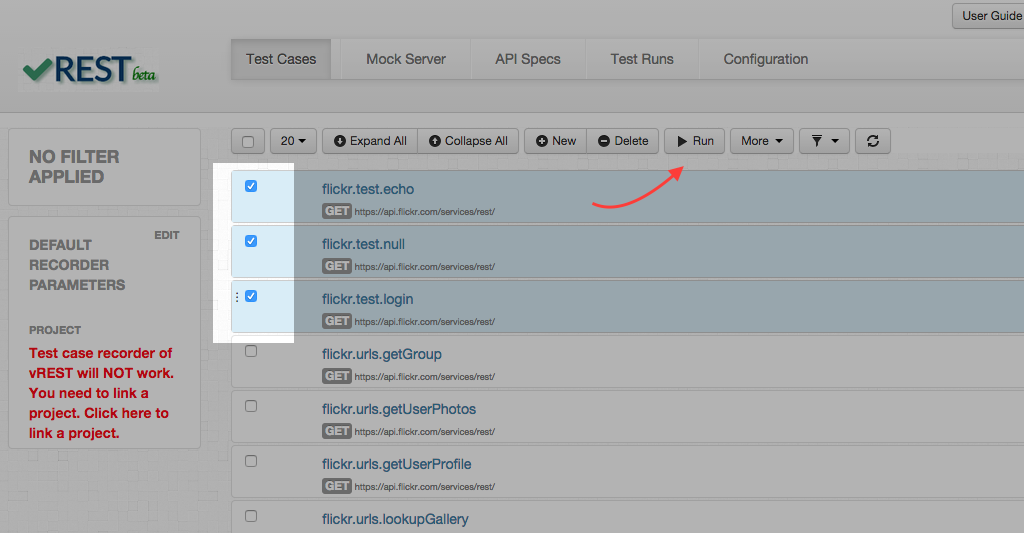 User Guide
vREST beta
Test Cases
Mock Server
API Specs
Test Runs
Configuration
20
Expand All
Collapse All
New
Delete
Run
More
NO FILTER
APPLIED
EDIT
DEFAULT
RECORDER
PARAMETERS
PROJECT
Test case recorder of
vREST will NOT work.
You need to link a
project. Click here to
link a project.
flickr.test.echo
GET https://api.flickr.com/services/rest/
flickr.test.null
GET https://api.flickr.com/services/rest/
flickr.test.login
GET https://api.flickr.com/services/rest/
flickr.urls.getGroup
GET https://api.flickr.com/services/rest/
flickr.urls.getUserPhotos
GET https://api.flickr.com/services/rest/
flickr.urls.getUserProfile
GET https://api.flickr.com/services/rest/
flickr.urls.lookupGallery